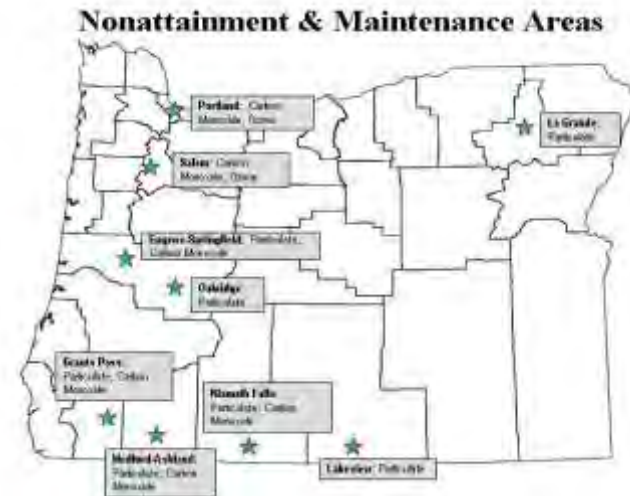 Nonattainment & Maintenance Areas
Portland: Carbon
Monoxide, Ozone
La Grande:
Particulate
Salem: Carbon
Monoxide, Ozone
Eugene-Springfield: Particulate,
Carbon Monoxide
Oakridge:
Particulate
Grants Pass:
Particulate, Carbon
Monoxide
Klamath Falls:
Particulate, Carbon
Monoxide
Medford-Ashland:
Particulate, Carbon
Monoxide
Lakeview: Particulate